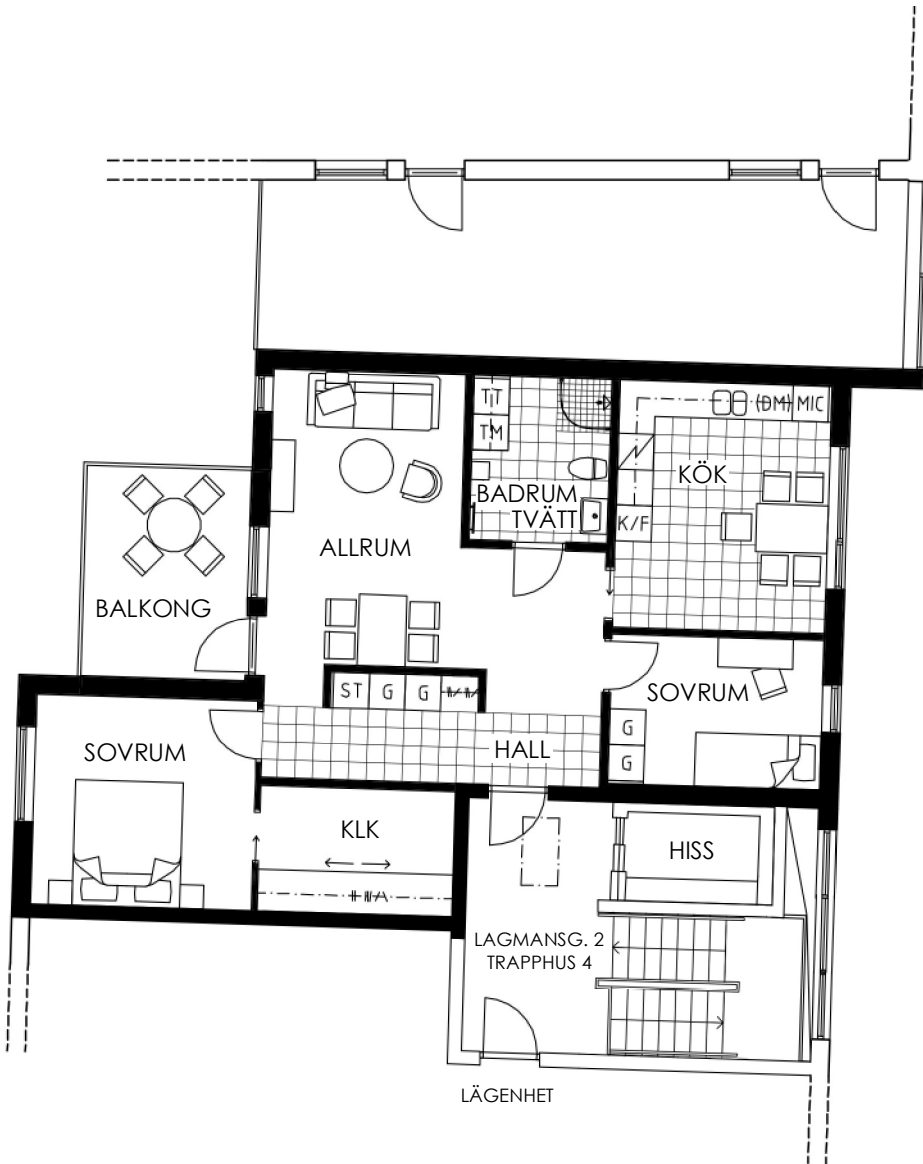 TT
TM
(DM) MIC
KÖK
BADRUM
TVÄTT
K/F
ALLRUM
BALKONG
ST G G
SOVRUM
G
G
HALL
SOVRUM
KLK
HISS
LAGMANSG. 2
TRAPPHUS 4
LÄGENHET